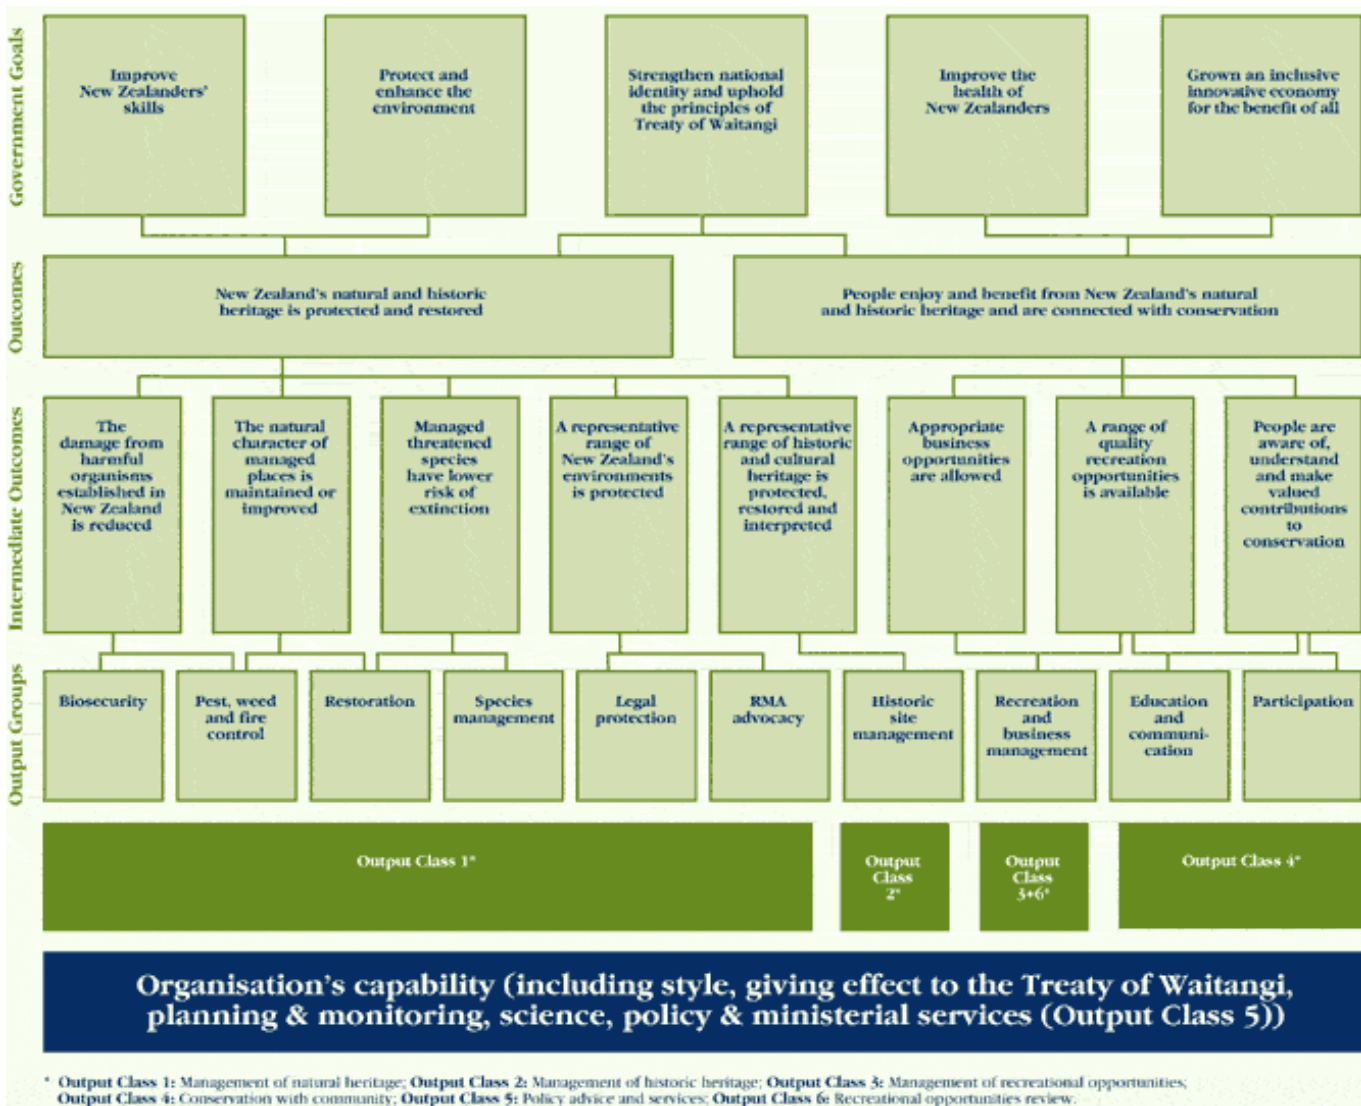 Government Goals
Improve
New Zealanders'
skills
Protect and
enhance the
environment
Strengthen national
identity and uphold
the principles of
Treaty of Waitangi
Improve the
health of
New Zealanders
Grown an inclusive
innovative economy
for the benefit of all
Outcomes
New Zealand's natural and historic
heritage is protected and restored
People enjoy and benefit from New Zealand's natural
and historic heritage and are connected with conservation
Intermediate Outcomes
The
damage from
harmful
organisms
established in
New Zealand
is reduced
The natural
character of
managed
places is
maintained or
improved
Managed
threatened
species
have lower
risk of
extinction
A representative
range of
New Zealand's
environments
is protected
A representative
range of historic
and cultural
heritage is
protected,
restored and
interpreted
Appropriate
business
opportunities
are allowed
A range of
quality
recreation
opportunities
is available
People are
aware of,
understand
and make
valued
contributions
to
conservation
Output Groups
Biosecurity
Pest, weed
and fire
control
Restoration
Species
management
Legal
protection
RMA
advocacy
Historic
site
management
Recreation
and
business
management
Education
and
communi-
cation
Participation
Output Class 1*
Output
Class
2*
Output
Class
3+6*
Output Class 4*
Organisation's capability (including style, giving effect to the Treaty of Waitangi,
planning & monitoring, science, policy & ministerial services (Output Class 5))
* Output Class 1: Management of natural heritage; Output Class 2: Management of historic heritage; Output Class 3: Management of recreational opportunities;
Output Class 4: Conservation with community; Output Class 5: Policy advice and services; Output Class 6: Recreational opportunities review.